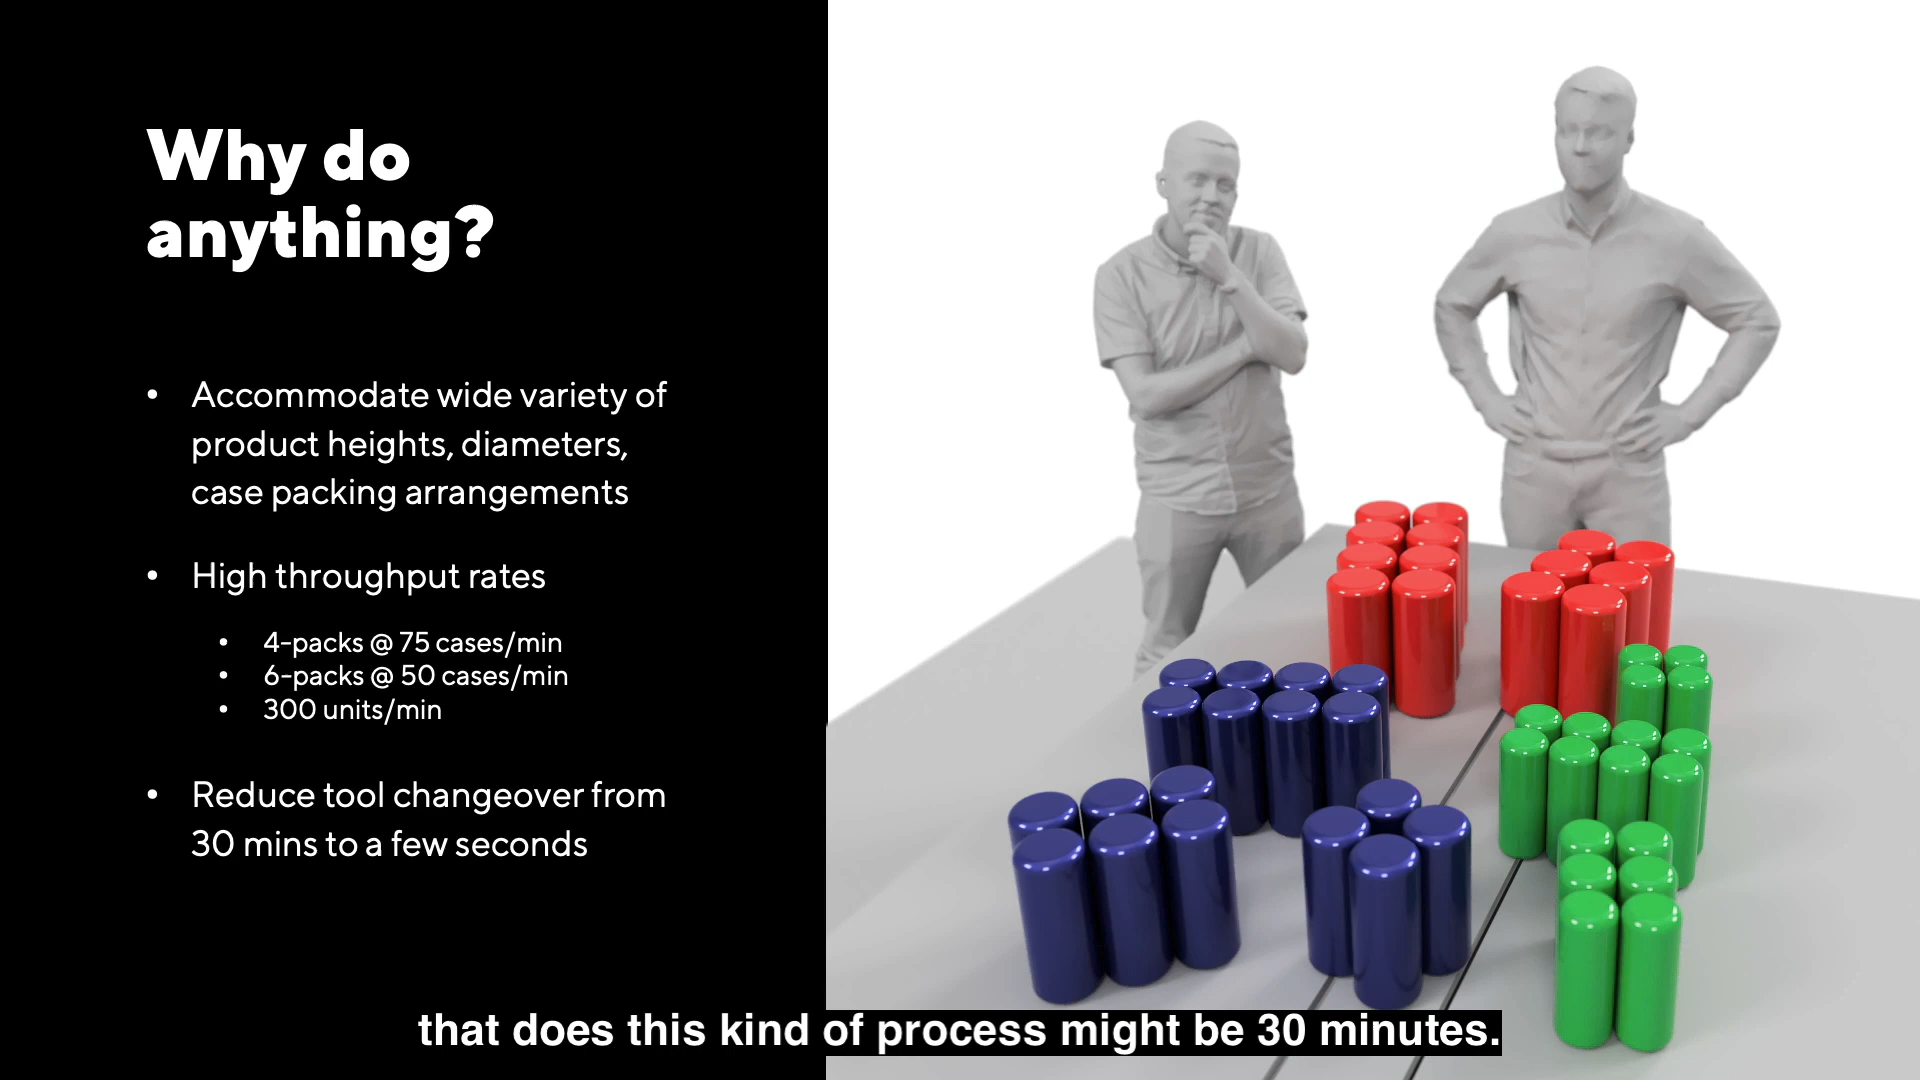 Why do
anything?
• Accommodate wide variety of
product heights, diameters,
case packing arrangements
• High throughput rates
• 4-packs @ 75 cases/min
• 6-packs @ 50 cases/min
• 300 units/min
• Reduce tool changeover from
30 mins to a few seconds
that does this kind of process might be 30 minutes.